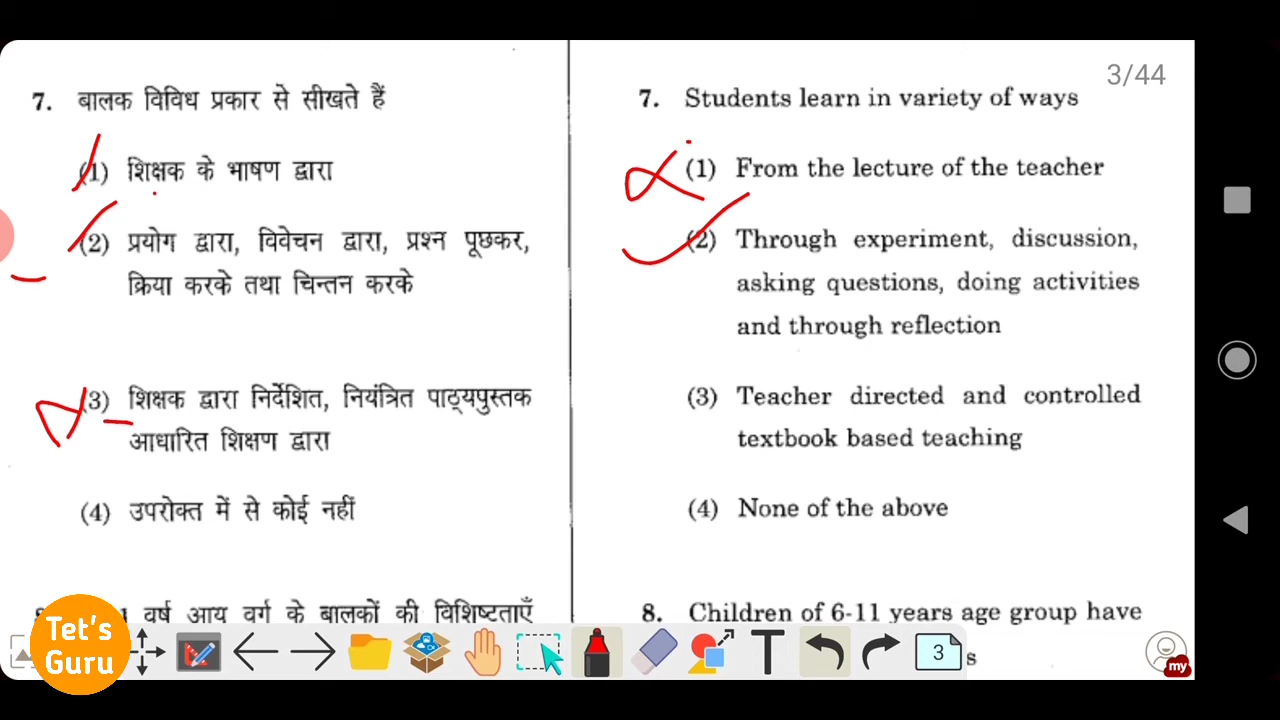 3/44
7. बालक विविध प्रकार से सीखते हैं
(1) शिक्षक के भाषण द्वारा
(2) प्रयोग द्वारा, विवेचन द्वारा, प्रश्न पूछकर,
क्रिया करके तथा चिन्तन करके
(3) शिक्षक द्वारा निर्देशित, नियंत्रित पाठ्यपुस्तक
आधारित शिक्षण द्वारा
(4) उपरोक्त में से कोई नहीं
वर्ष आयु वर्ग के बालकों की विशिष्टताएँ
7. Students learn in variety of ways
(1) From the lecture of the teacher
(2) Through experiment, discussion,
asking questions, doing activities
and through reflection
(3) Teacher directed and controlled
textbook based teaching
(4) None of the above
8. Children of 6-11 years age group have
Tet's
Guru
T
3
my